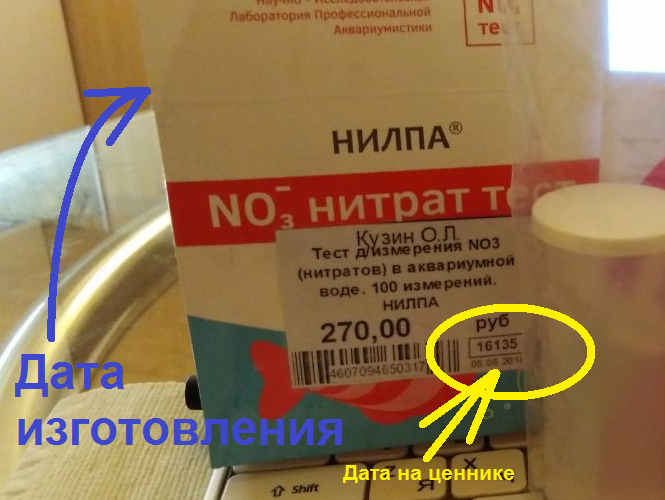 Научно - Исследовательская
Лаборатория Профессиональной
Аквариумистики
тест
НИЛПА®
NO₃⁻ нитрат тест
Кузин О.Л.
Тест д/измерения NO3
(нитратов) в аквариумной
воде. 100 измерений.
НИЛПА
270,00 руб
16135
4607094650317
Дата
изготовления
Дата на ценнике
Shift
Я